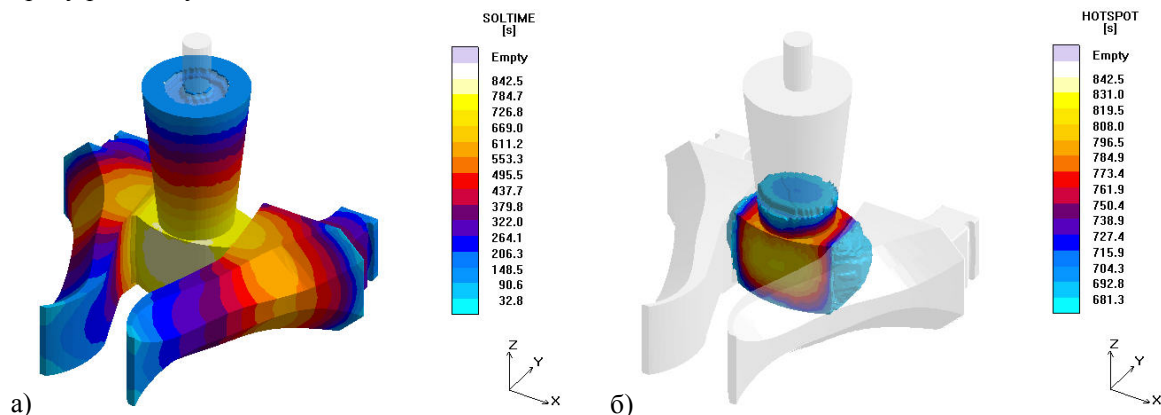 SOLTIME
[s]
Empty
842.5
784.7
726.8
669.0
611.2
553.3
495.5
437.7
379.8
322.0
264.1
206.3
148.5
90.6
32.8
Z
Y
X
а)
HOTSPOT
[s]
Empty
842.5
831.0
819.5
808.0
796.5
784.9
773.4
761.9
750.4
738.9
727.4
715.9
704.3
692.8
681.3
Z
Y
X
б)